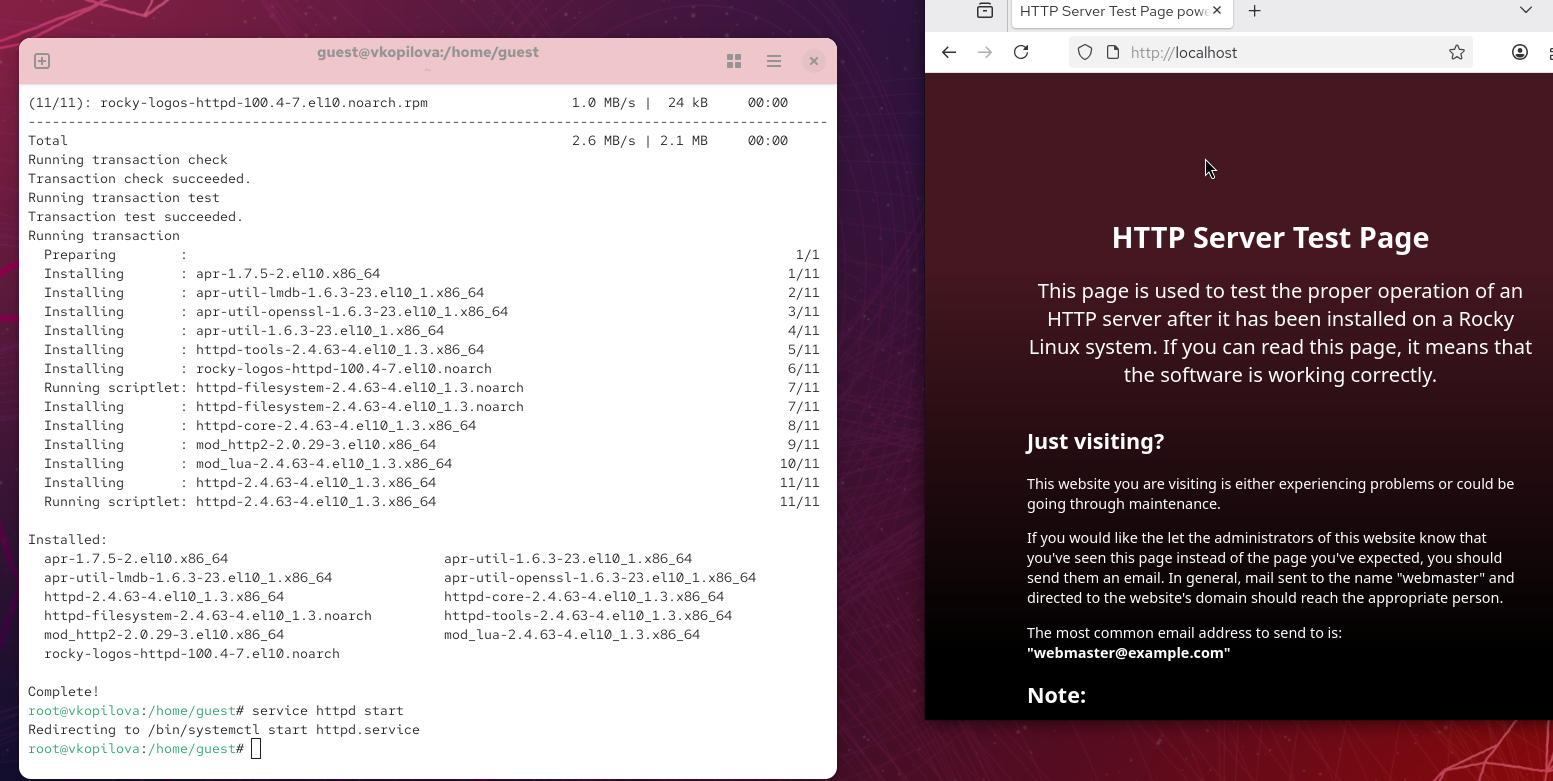 guest@vkopilova:/home/guest
~
(11/11): rocky-logos-httpd-100.4-7.el10.noarch.rpm 1.0 MB/s | 24 kB 00:00
--------------------------------------------------------------------------------
Total 2.6 MB/s | 2.1 MB 00:00
Running transaction check
Transaction check succeeded.
Running transaction test
Transaction test succeeded.
Running transaction
Preparing : 1/1
Installing : apr-1.7.5-2.el10.x86_64 1/11
Installing : apr-util-lmdb-1.6.3-23.el10_1.x86_64 2/11
Installing : apr-util-openssl-1.6.3-23.el10_1.x86_64 3/11
Installing : apr-util-1.6.3-23.el10_1.x86_64 4/11
Installing : httpd-tools-2.4.63-4.el10_1.3.x86_64 5/11
Installing : rocky-logos-httpd-100.4-7.el10.noarch 6/11
Running scriptlet: httpd-filesystem-2.4.63-4.el10_1.3.noarch 7/11
Installing : httpd-filesystem-2.4.63-4.el10_1.3.noarch 7/11
Installing : httpd-core-2.4.63-4.el10_1.3.x86_64 8/11
Installing : mod_http2-2.0.29-3.el10.x86_64 9/11
Installing : mod_lua-2.4.63-4.el10_1.3.x86_64 10/11
Installing : httpd-2.4.63-4.el10_1.3.x86_64 11/11
Running scriptlet: httpd-2.4.63-4.el10_1.3.x86_64 11/11
Installed:
apr-1.7.5-2.el10.x86_64 apr-util-1.6.3-23.el10_1.x86_64
apr-util-lmdb-1.6.3-23.el10_1.x86_64 apr-util-openssl-1.6.3-23.el10_1.x86_64
httpd-2.4.63-4.el10_1.3.x86_64 httpd-core-2.4.63-4.el10_1.3.x86_64
httpd-filesystem-2.4.63-4.el10_1.3.noarch httpd-tools-2.4.63-4.el10_1.3.x86_64
mod_http2-2.0.29-3.el10.x86_64 mod_lua-2.4.63-4.el10_1.3.x86_64
rocky-logos-httpd-100.4-7.el10.noarch
Complete!
root@vkopilova:/home/guest# service httpd start
Redirecting to /bin/systemctl start httpd.service
root@vkopilova:/home/guest#
HTTP Server Test Page pow
http://localhost
HTTP Server Test Page
This page is used to test the proper operation of an
HTTP server after it has been installed on a Rocky
Linux system. If you can read this page, it means that
the software is working correctly.
Just visiting?
This website you are visiting is either experiencing problems or could be
going through maintenance.
If you would like the let the administrators of this website know that
you've seen this page instead of the page you've expected, you should
send them an email. In general, mail sent to the name "webmaster" and
directed to the website's domain should reach the appropriate person.
The most common email address to send to is:
"webmaster@example.com"
Note: